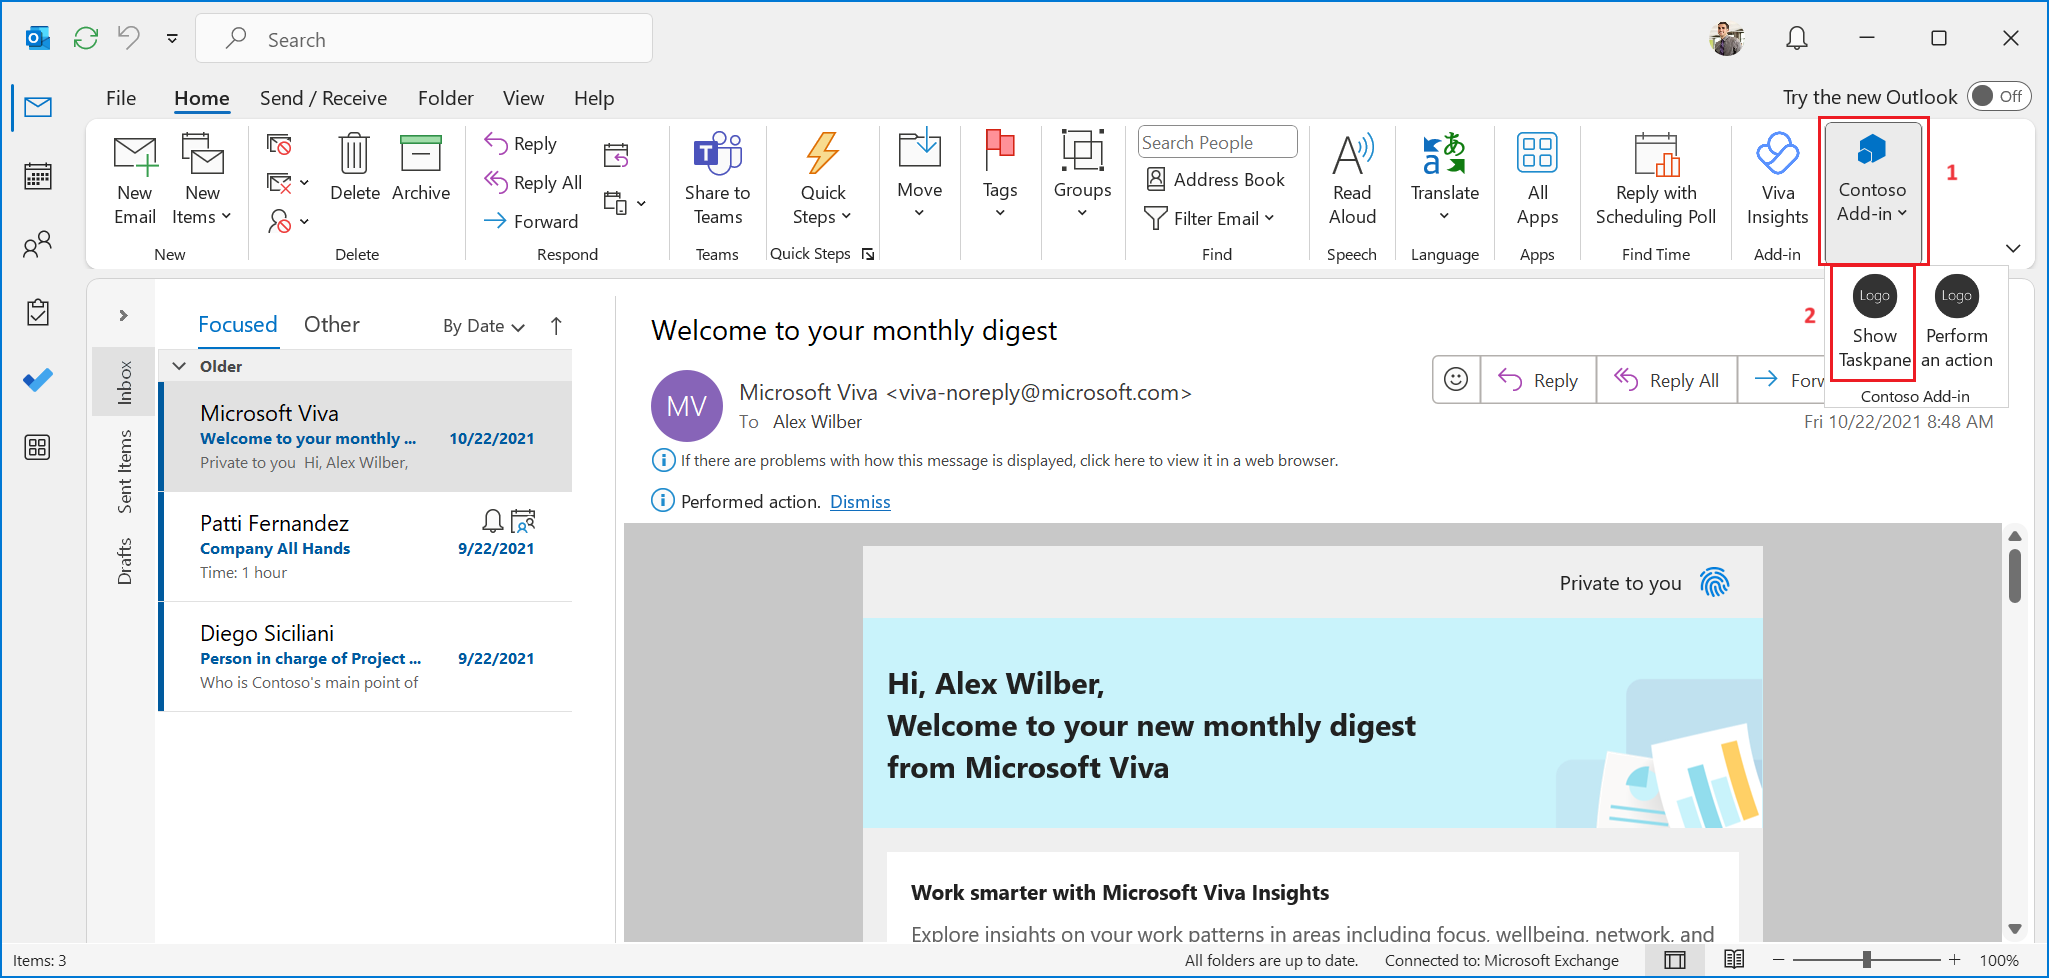 Search
File Home Send / Receive Folder View Help
Try the new Outlook Off
New Email
New Items
New
Delete
Archive
Delete
Reply
Reply All
Forward
Respond
Share to Teams
Teams
Quick Steps
Quick Steps
Move
Tags
Groups
Search People
Address Book
Filter Email
Find
Read Aloud
Speech
Translate
Language
All Apps
Apps
Reply with Scheduling Poll
Find Time
Viva Insights
Add-in
Contoso Add-in
1
2
Logo
Show Taskpane
Logo
Perform an action
Contoso Add-in
Inbox
Sent Items
Drafts
Focused Other By Date
Older
Microsoft Viva
Welcome to your monthly ... 10/22/2021
Private to you Hi, Alex Wilber,
Patti Fernandez
Company All Hands 9/22/2021
Time: 1 hour
Diego Siciliani
Person in charge of Project ... 9/22/2021
Who is Contoso's main point of
Welcome to your monthly digest
MV
Microsoft Viva <viva-noreply@microsoft.com>
To Alex Wilber
Reply Reply All Forw
Fri 10/22/2021 8:48 AM
If there are problems with how this message is displayed, click here to view it in a web browser.
Performed action. Dismiss
Private to you
Hi, Alex Wilber,
Welcome to your new monthly digest
from Microsoft Viva
Work smarter with Microsoft Viva Insights
Explore insights on your work patterns in areas including focus, wellbeing, network, and
Items: 3
All folders are up to date. Connected to: Microsoft Exchange 100%